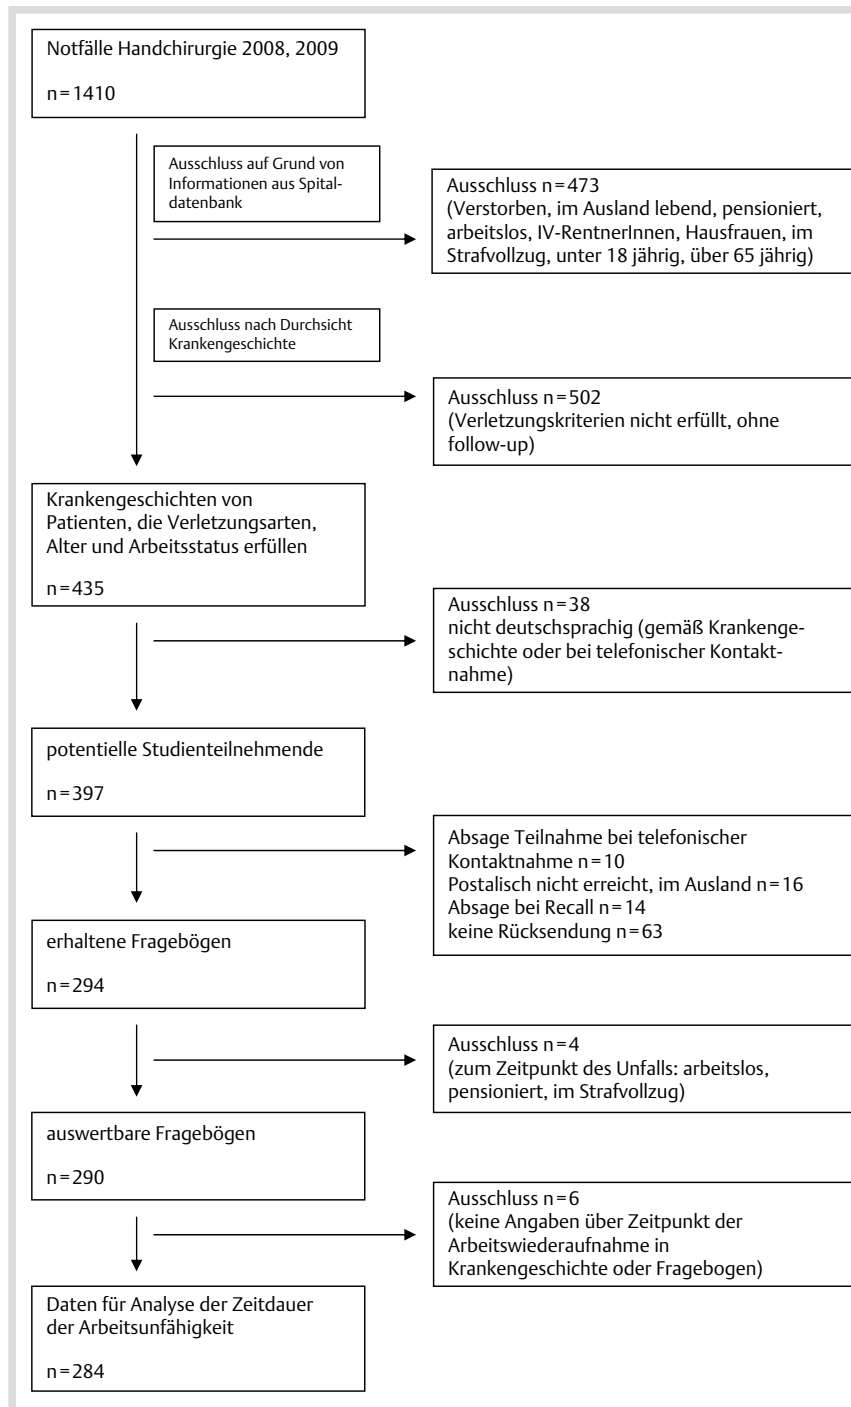 Notfälle Handchirurgie 2008, 2009
n=1410
Ausschluss auf Grund von
Informationen aus Spital-
datenbank
Ausschluss n=473
(Verstorben, im Ausland lebend, pensioniert,
arbeitslos, IV-RentnerInnen, Hausfrauen, im
Strafvollzug, unter 18 jährig, über 65 jährig)
Ausschluss nach Durchsicht
Krankengeschichte
Ausschluss n=502
(Verletzungskriterien nicht erfüllt, ohne
follow-up)
Krankengeschichten von
Patienten, die Verletzungsarten,
Alter und Arbeitsstatus erfüllen
n=435
Ausschluss n=38
nicht deutschsprachig (gemäß Krankenge-
schichte oder bei telefonischer Kontakt-
nahme)
potentielle Studienteilnehmende
n=397
Absage Teilnahme bei telefonischer
Kontaktnahme n=10
Postalisch nicht erreicht, im Ausland n=16
Absage bei Recall n=14
keine Rücksendung n=63
erhaltene Fragebögen
n=294
Ausschluss n=4
(zum Zeitpunkt des Unfalls: arbeitslos,
pensioniert, im Strafvollzug)
auswertbare Fragebögen
n=290
Ausschluss n=6
(keine Angaben über Zeitpunkt der
Arbeitswiederaufnahme in
Krankengeschichte oder Fragebogen)
Daten für Analyse der Zeitdauer
der Arbeitsunfähigkeit
n=284